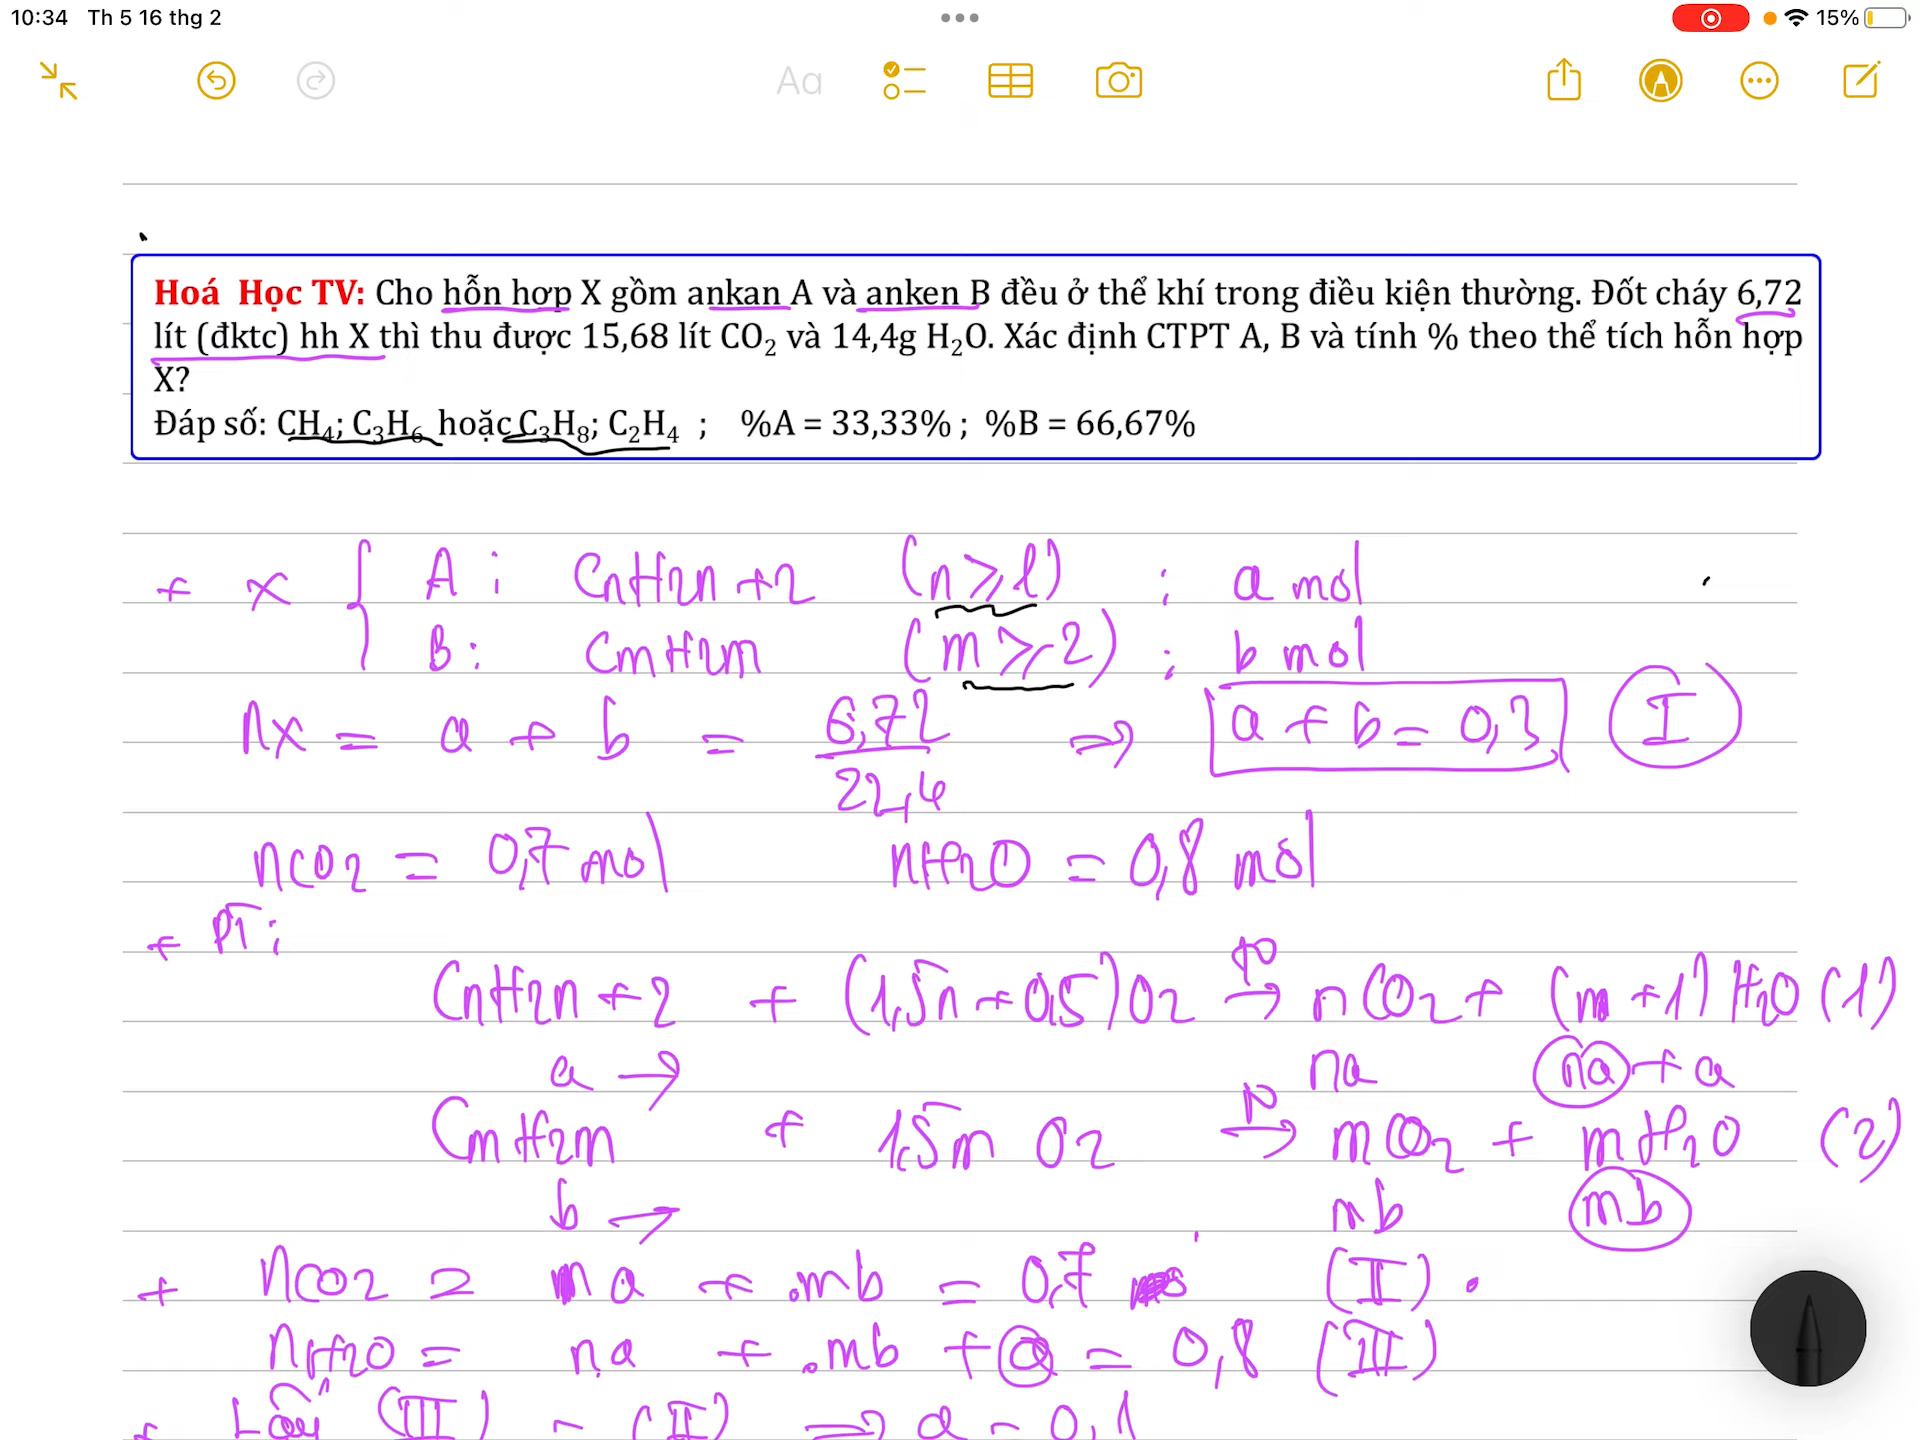 10:34 Th 5 16 thg 2
15%
Aa
Hoá Học TV: Cho hỗn hợp X gồm ankan A và anken B đều ở thể khí trong điều kiện thường. Đốt cháy 6,72
lít (đktc) hh X thì thu được 15,68 lít CO₂ và 14,4g H₂O. Xác định CTPT A, B và tính % theo thể tích hỗn hợp
X?
Đáp số: CH₄; C₃H₆ hoặc C₃H₈; C₂H₄ ; %A = 33,33% ; %B = 66,67%
+ X { A : CnH2n+2 (n ≥ 1) ; a mol
B : CmH2m (m ≥ 2) ; b mol
nX = a + b = 6,72/22,4 => a + b = 0,3 (I)
nCO2 = 0,7 mol nH2O = 0,8 mol
+ PT :
CnH2n+2 + (1,5n+0,5)O2 t° → nCO2 + (m+1) H2O (1)
a → na na + a
CmH2m + 1,5m O2 t° → mCO2 + mH2O (2)
b → mb mb
+ nCO2 = na + .mb = 0,7 (II) .
nH2O = na + .mb + a = 0,8 (III)
+ Lấy (III) - (II) => a = 0,1